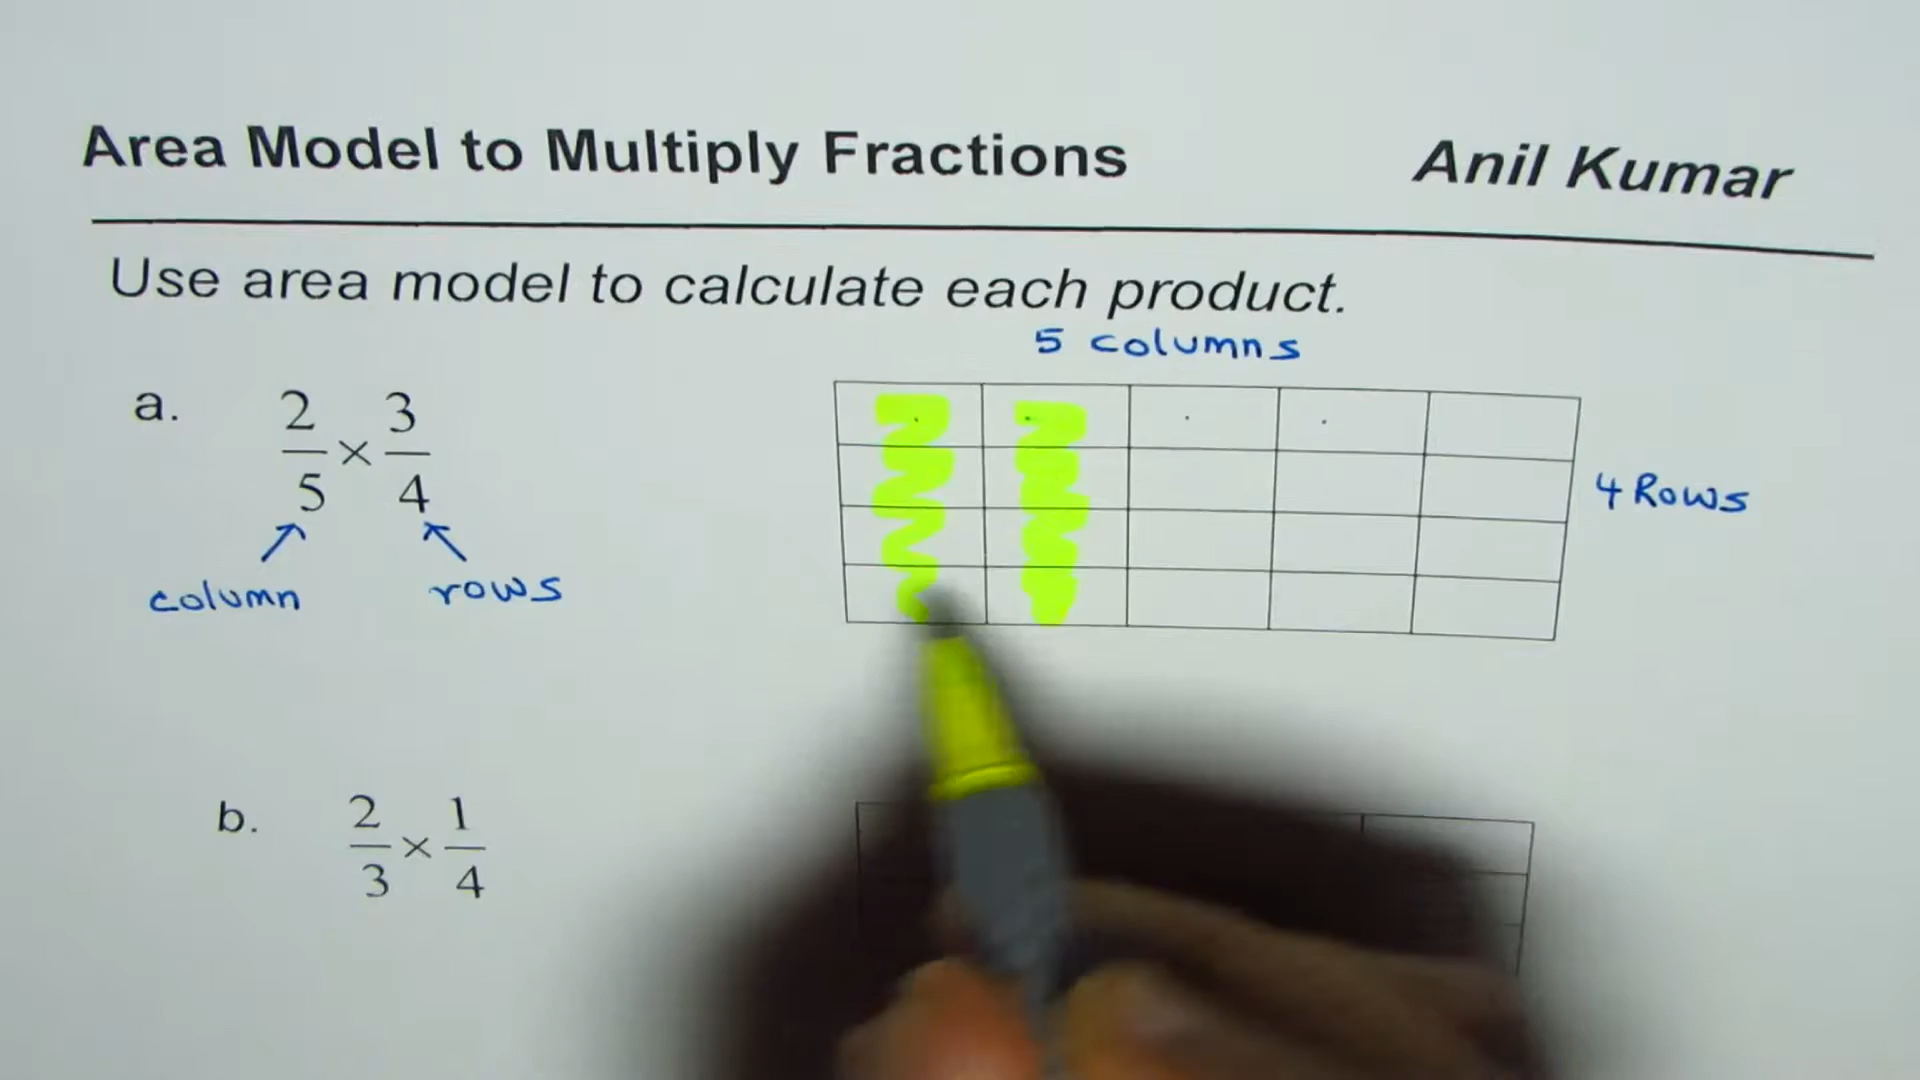 Area Model to Multiply Fractions Anil Kumar
Use area model to calculate each product.
5 columns
a. 2/5 × 3/4
4 Rows
column rows
b. 2/3 × 1/4